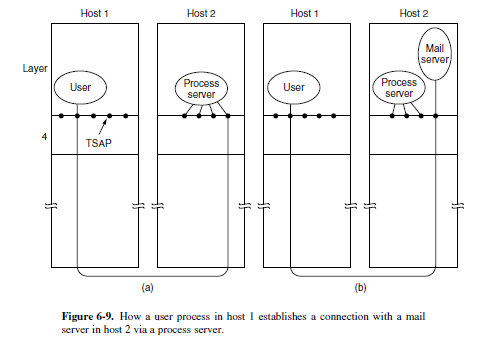 Host 1
Host 2
Host 1
Host 2
Layer
User
Process
server
User
Process
server
Mail
server
4
TSAP
(a)
(b)
Figure 6-9. How a user process in host 1 establishes a connection with a mail
server in host 2 via a process server.